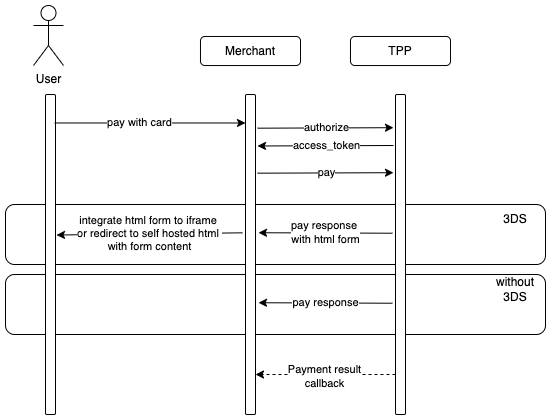 User
Merchant
TPP
pay with card
authorize
access_token
pay
3DS
integrate html form to iframe
or redirect to self hosted html
with form content
pay response
with html form
without
3DS
pay response
Payment result
callback